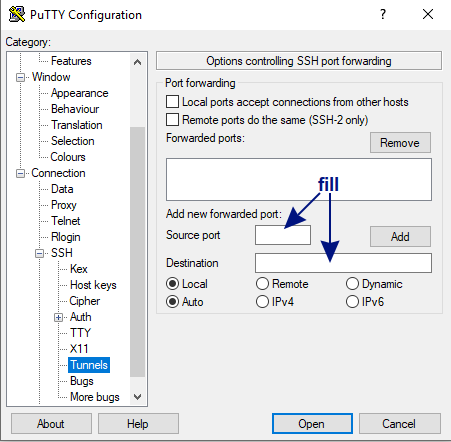 PuTTY Configuration
?
Category:
Features
Window
Appearance
Behaviour
Translation
Selection
Colours
Connection
Data
Proxy
Telnet
Rlogin
SSH
Kex
Host keys
Cipher
Auth
TTY
X11
Tunnels
Bugs
More bugs
Options controlling SSH port forwarding
Port forwarding
Local ports accept connections from other hosts
Remote ports do the same (SSH-2 only)
Forwarded ports:
Remove
fill
Add new forwarded port:
Source port
Add
Destination
Local Remote Dynamic
Auto IPv4 IPv6
About Help Open Cancel